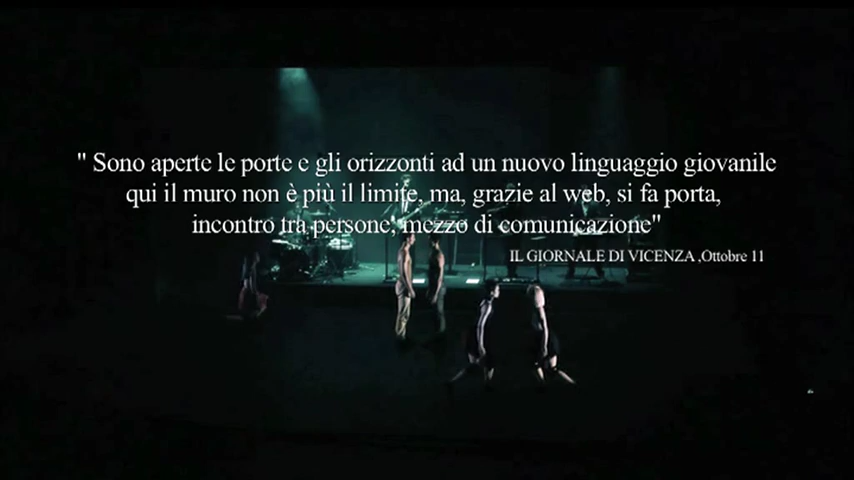 " Sono aperte le porte e gli orizzonti ad un nuovo linguaggio giovanile
qui il muro non è più il limite, ma, grazie al web, si fa porta,
incontro tra persone, mezzo di comunicazione"
IL GIORNALE DI VICENZA ,Ottobre 11